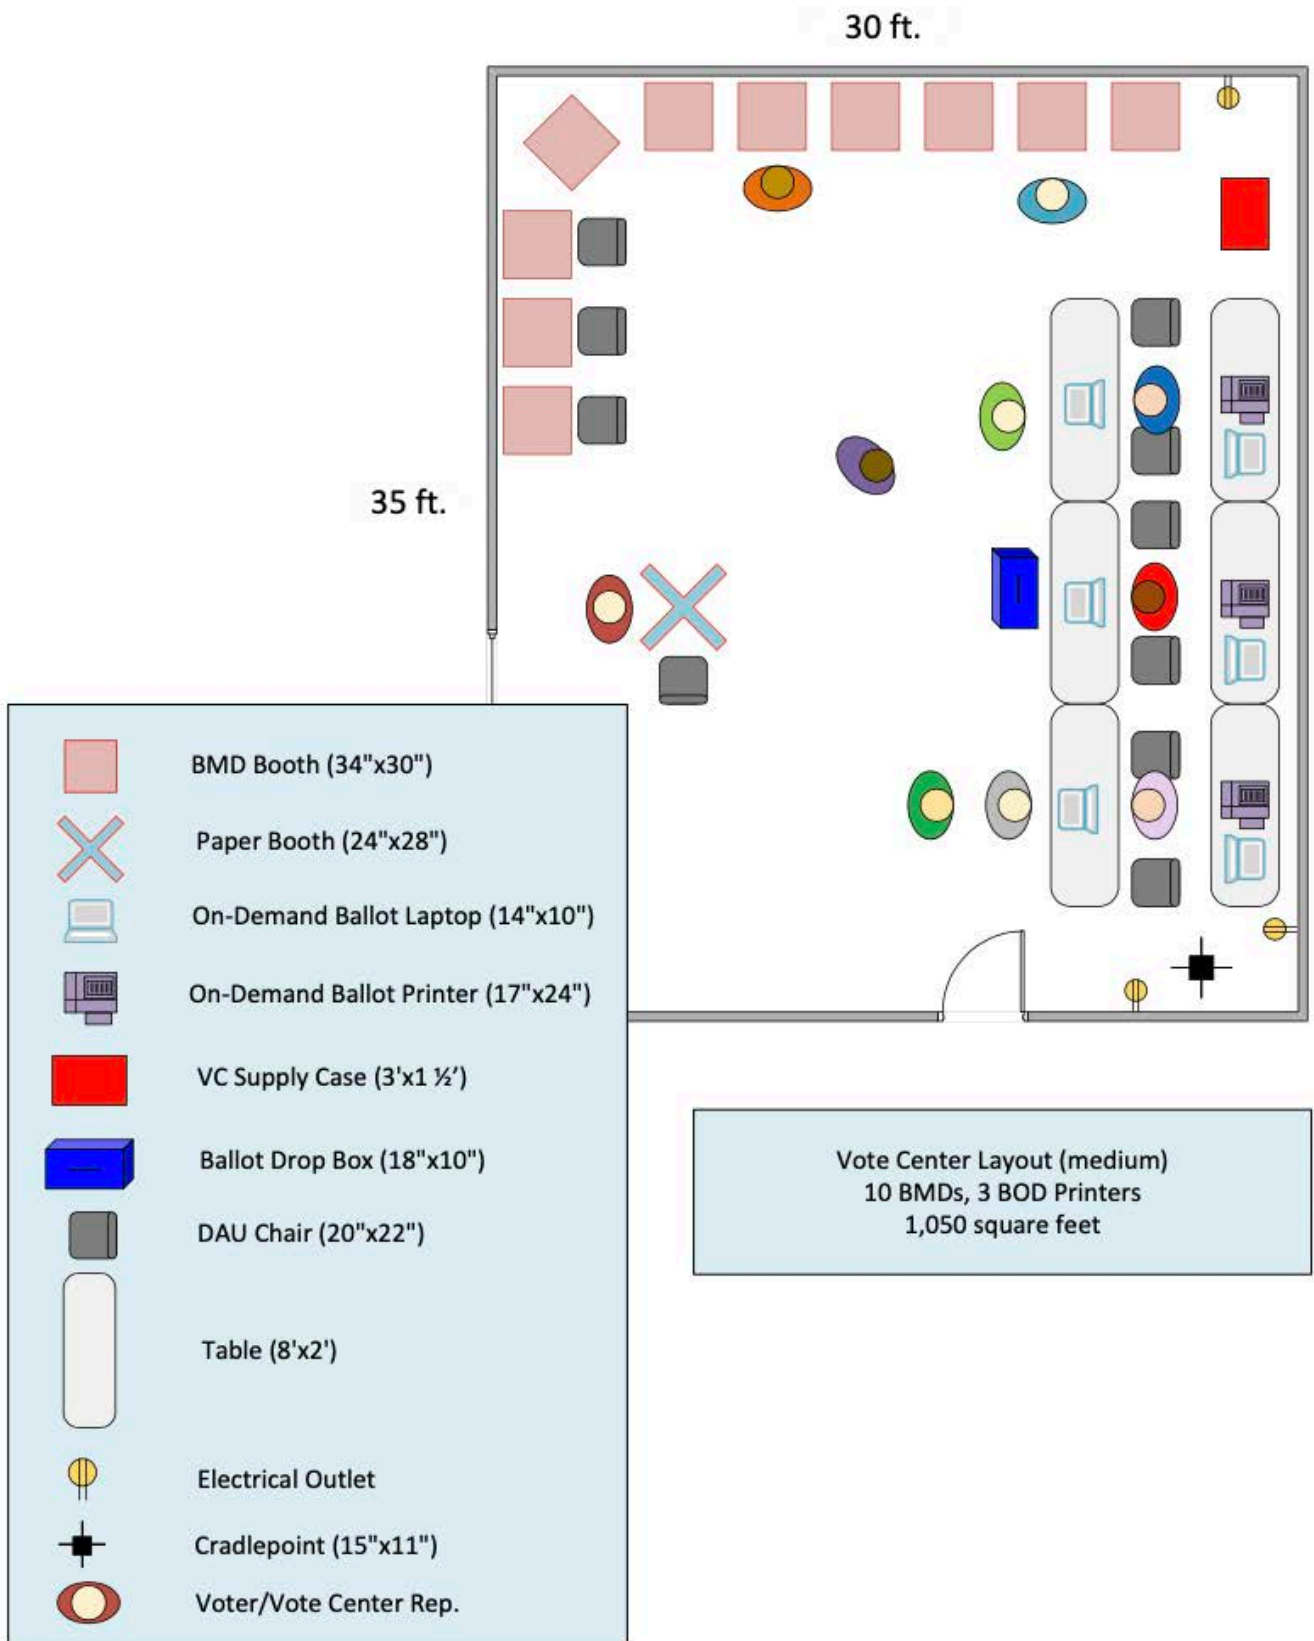 30 ft.
35 ft.
BMD Booth (34"x30")
Paper Booth (24"x28")
On-Demand Ballot Laptop (14"x10")
On-Demand Ballot Printer (17"x24")
VC Supply Case (3'x1 ½’)
Ballot Drop Box (18"x10")
DAU Chair (20"x22")
Table (8'x2')
Electrical Outlet
Cradlepoint (15"x11")
Voter/Vote Center Rep.
Vote Center Layout (medium)
10 BMDs, 3 BOD Printers
1,050 square feet